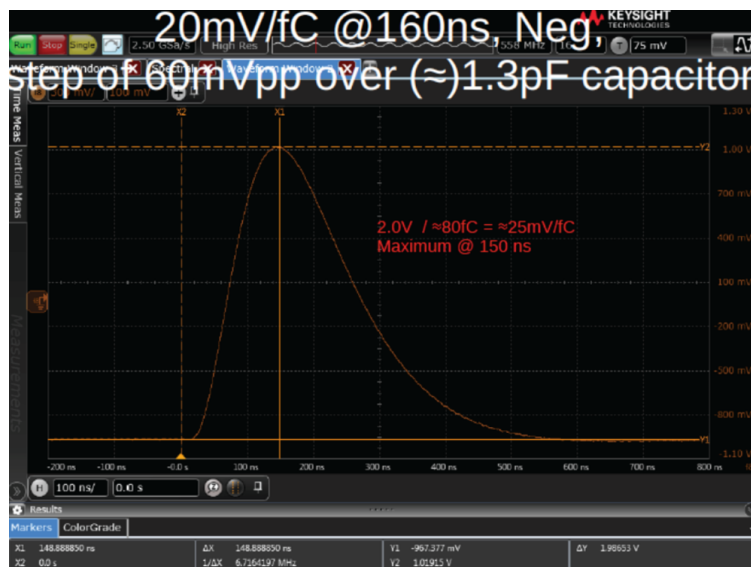 20mV/fC @160ns, Neg,
step of 60mVpp over (≈)1.3pF capacitor
KEYSIGHT
TECHNOLOGIES
Run Stop Single 2.50 GSa/s High Res 558 MHz T 75 mV
100 mV
Time Meas
Vertical Meas
Measurements
X2 X1
1.30 V
Y2 1.00 V
700 mV
400 mV
100 mV
-200 mV
-500 mV
-800 mV
Y1
-1.10 V
2.0V / ≈80fC = ≈25mV/fC
Maximum @ 150 ns
-200 ns -100 ns -0.0 s 100 ns 200 ns 300 ns 400 ns 500 ns 600 ns 700 ns 800 ns
H 100 ns/ 0.0 s
Results
Markers ColorGrade
X1 148.888850 ns ΔX 148.888850 ns Y1 -967.377 mV ΔY 1.98653 V
X2 0.0 s 1/ΔX 6.7164197 MHz Y2 1.01915 V